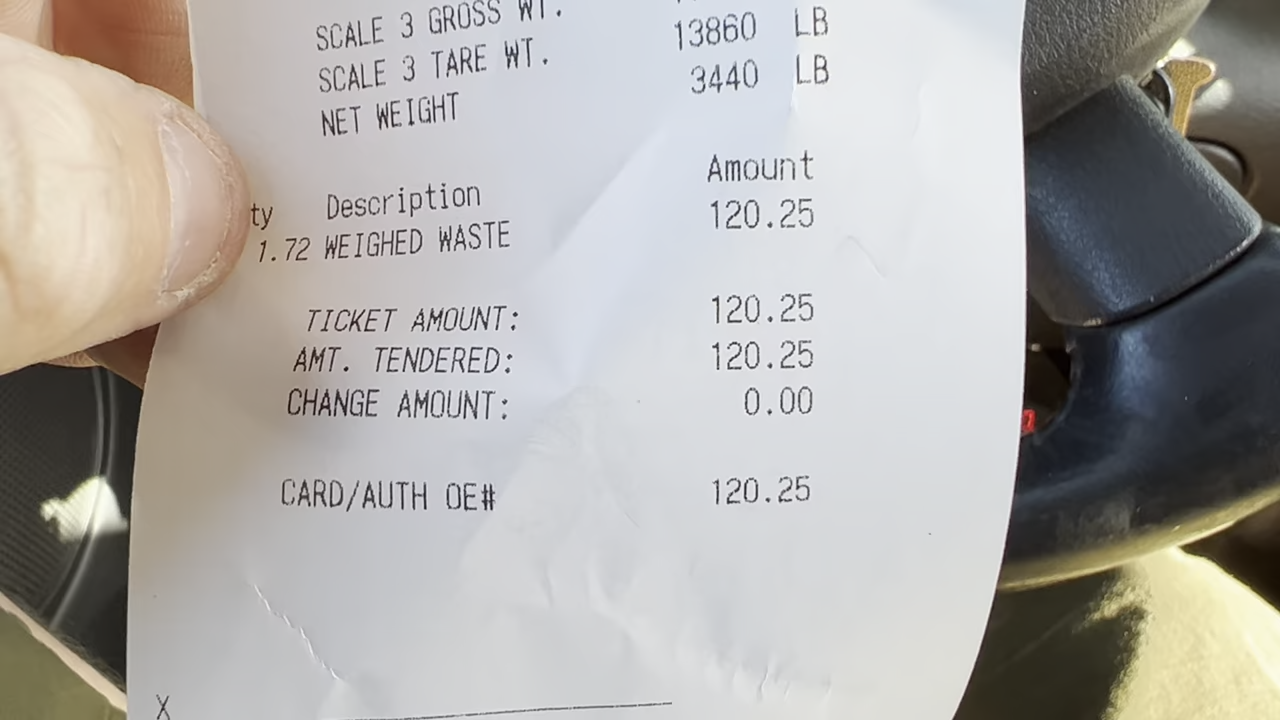 SCALE 3 GROSS WT.
SCALE 3 TARE WT. 13860 LB
NET WEIGHT 3440 LB
ty Description Amount
1.72 WEIGHED WASTE 120.25
TICKET AMOUNT: 120.25
AMT. TENDERED: 120.25
CHANGE AMOUNT: 0.00
CARD/AUTH OE# 120.25
X